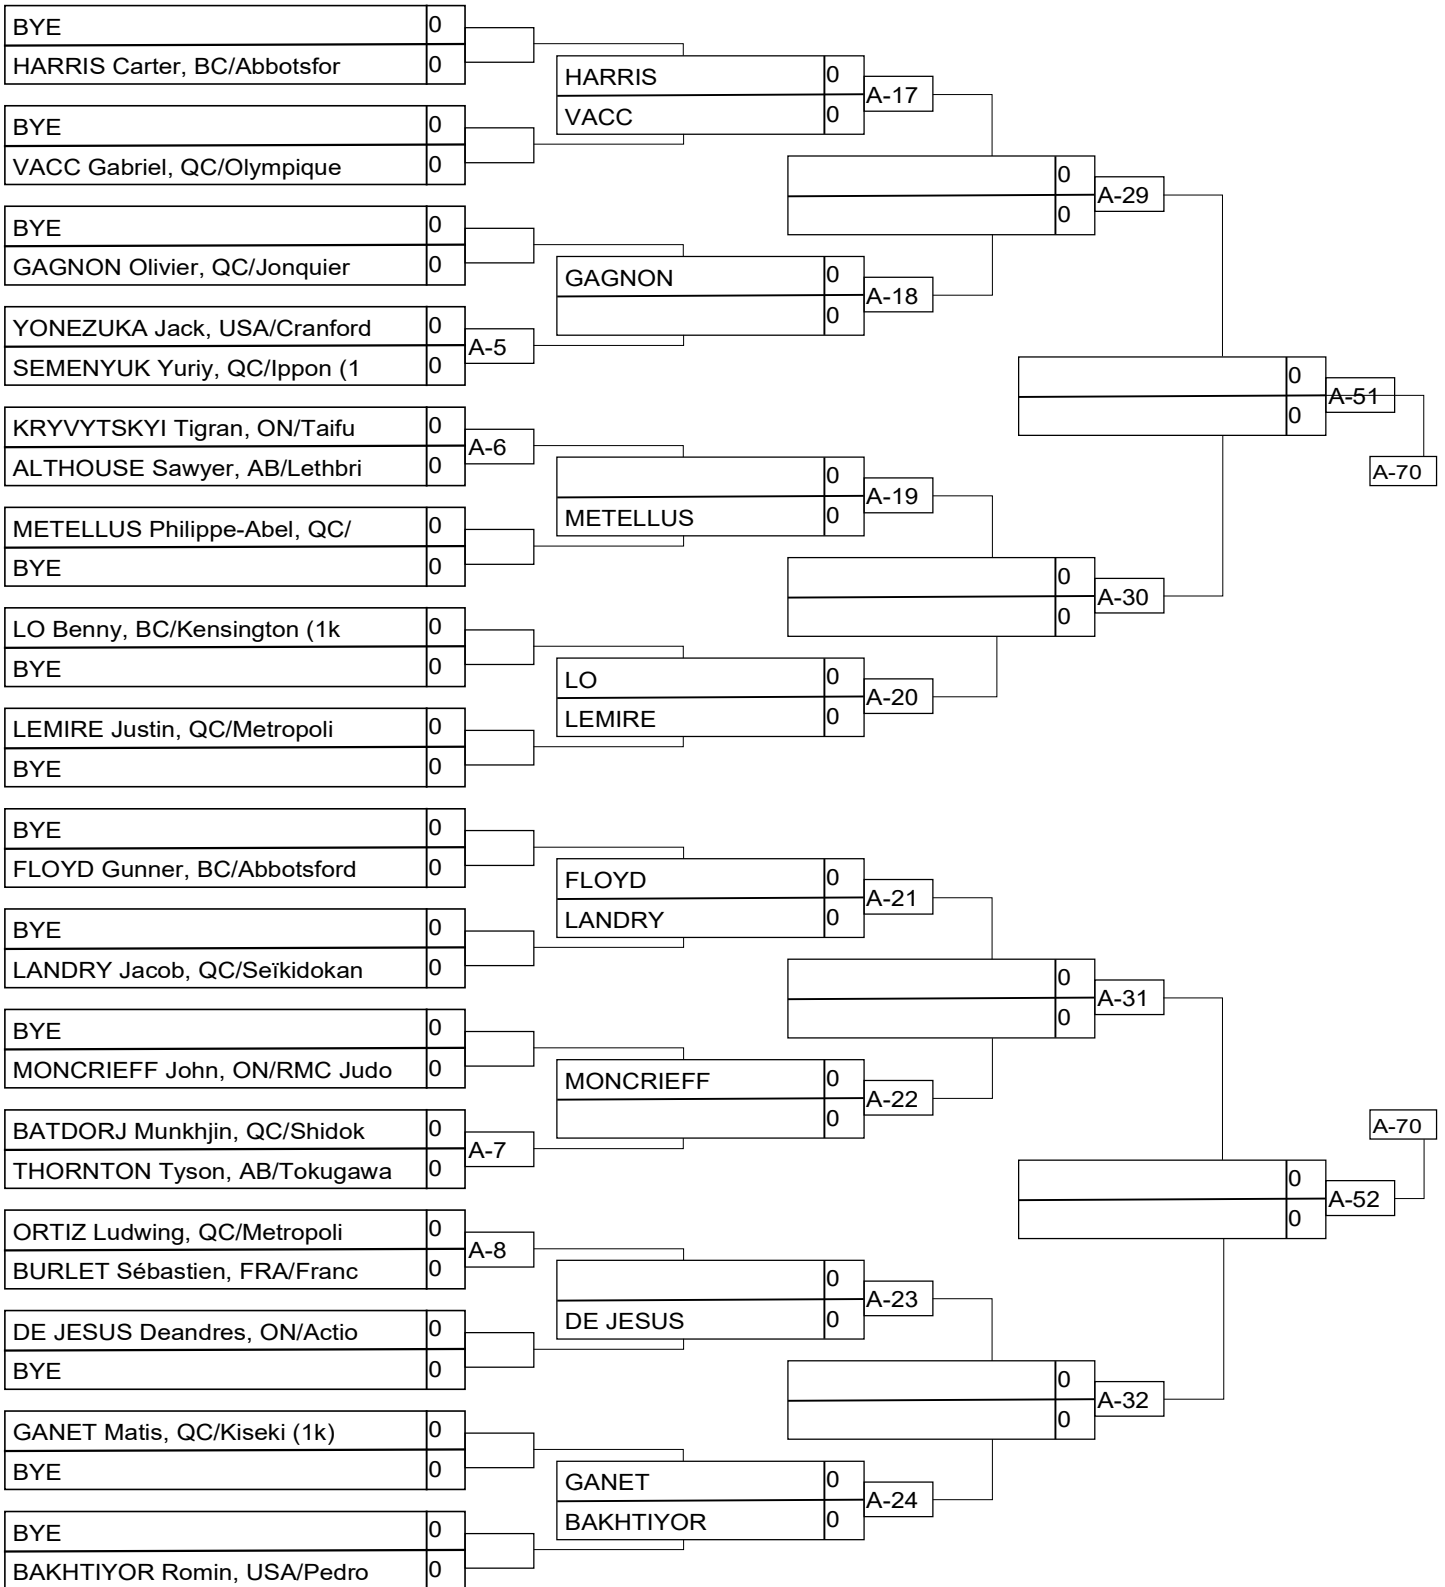 BYE 0
HARRIS Carter, BC/Abbotsfor 0
BYE 0
VACC Gabriel, QC/Olympique 0
BYE 0
GAGNON Olivier, QC/Jonquier 0
YONEZUKA Jack, USA/Cranford 0
SEMENYUK Yuriy, QC/Ippon (1 0
A-5
KRYVYTSKYI Tigran, ON/Taifu 0
ALTHOUSE Sawyer, AB/Lethbri 0
A-6
METELLUS Philippe-Abel, QC/ 0
BYE 0
LO Benny, BC/Kensington (1k 0
BYE 0
LEMIRE Justin, QC/Metropoli 0
BYE 0
BYE 0
FLOYD Gunner, BC/Abbotsford 0
BYE 0
LANDRY Jacob, QC/Seïkidokan 0
BYE 0
MONCRIEFF John, ON/RMC Judo 0
BATDORJ Munkhjin, QC/Shidok 0
THORNTON Tyson, AB/Tokugawa 0
A-7
ORTIZ Ludwing, QC/Metropoli 0
BURLET Sébastien, FRA/Franc 0
A-8
DE JESUS Deandres, ON/Actio 0
BYE 0
GANET Matis, QC/Kiseki (1k) 0
BYE 0
BYE 0
BAKHTIYOR Romin, USA/Pedro 0
HARRIS 0
VACC 0
A-17
GAGNON 0
0
A-18
0
METELLUS 0
A-19
LO 0
LEMIRE 0
A-20
FLOYD 0
LANDRY 0
A-21
MONCRIEFF 0
0
A-22
0
DE JESUS 0
A-23
GANET 0
BAKHTIYOR 0
A-24
0
0
A-29
0
0
A-30
0
0
A-31
0
0
A-32
0
0
A-51
0
0
A-52
A-70
A-70